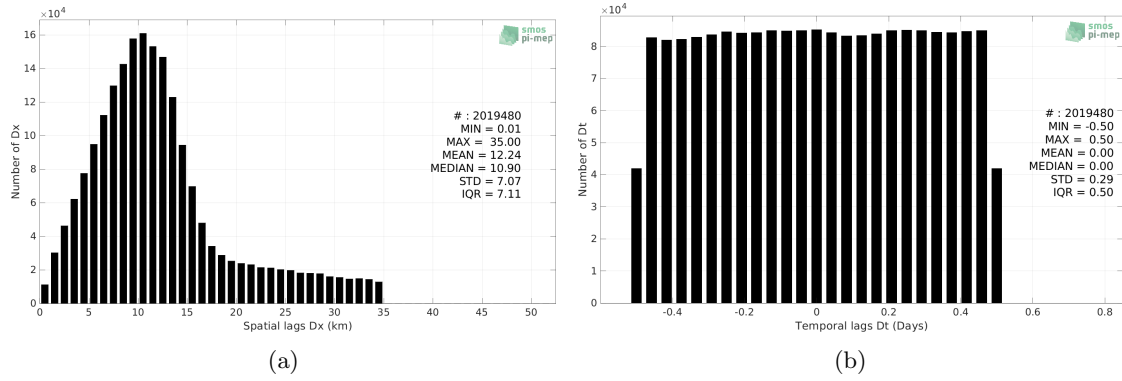 ×10⁴
18
16
14
12
10
8
6
4
2
0
Number of Dx
smos
pi-mep
# : 2019480
MIN = 0.01
MAX = 35.00
MEAN = 12.24
MEDIAN = 10.90
STD = 7.07
IQR = 7.11
0 5 10 15 20 25 30 35 40 45 50
Spatial lags Dx (km)
(a)
×10⁴
8
6
4
2
0
Number of Dt
smos
pi-mep
# : 2019480
MIN = -0.50
MAX = 0.50
MEAN = 0.00
MEDIAN = 0.00
STD = 0.29
IQR = 0.50
-0.4 -0.2 0 0.2 0.4 0.6 0.8
Temporal lags Dt (Days)
(b)